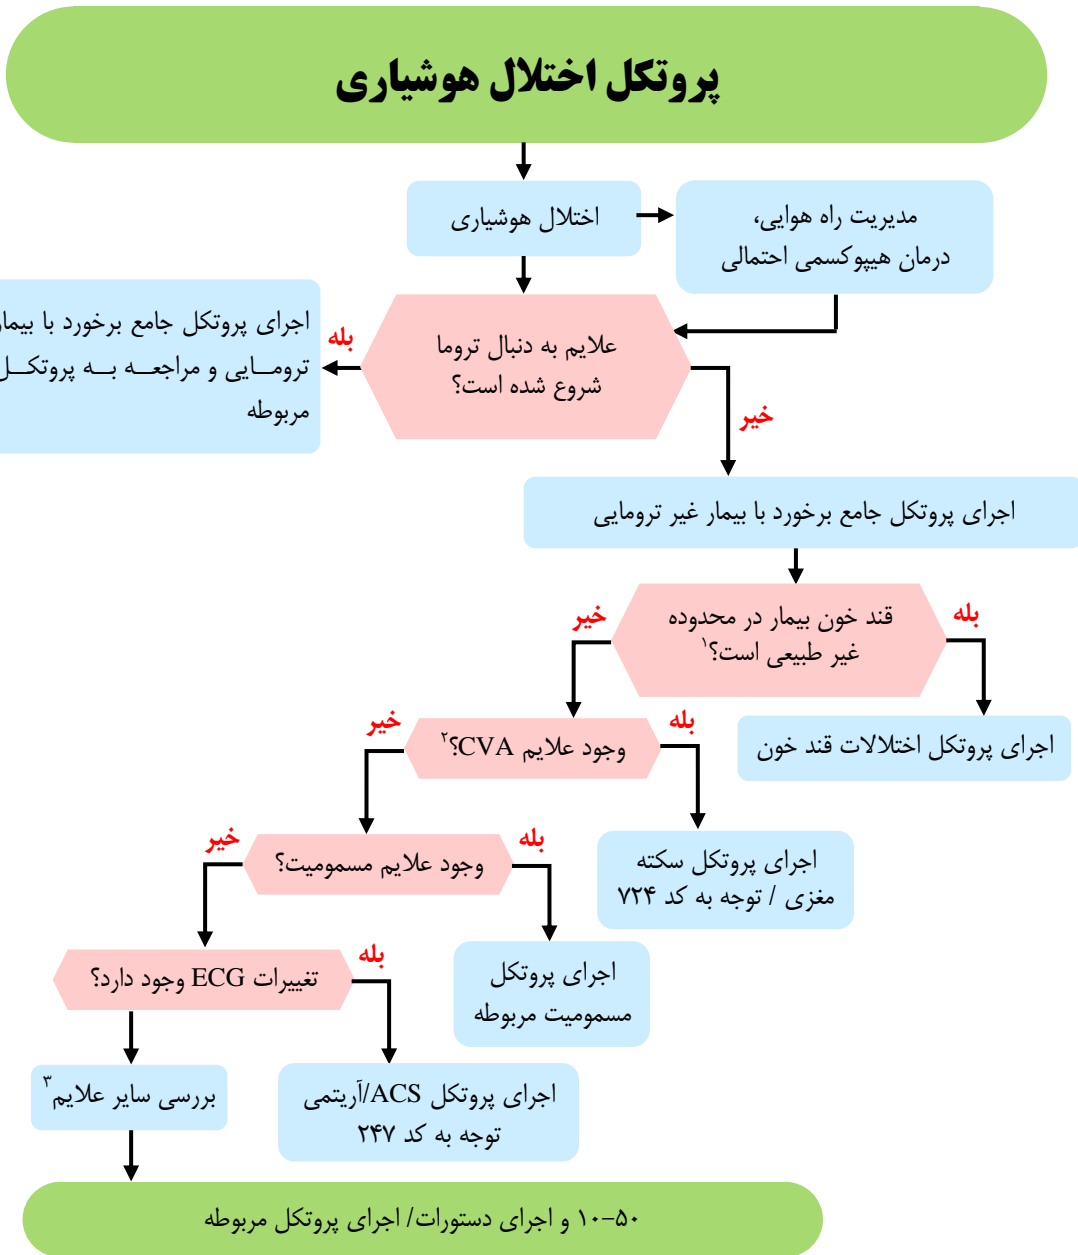 پروتکل اختلال هوشیاری
اختلال هوشیاری
مدیریت راه هوایی،
درمان هیپوکسمی احتمالی
علایم به دنبال تروما
شروع شده است؟
بله
اجرای پروتکل جامع برخورد با بیمار
ترومــایی و مراجعــه بــه پروتکــل
مربوطه
خیر
اجرای پروتکل جامع برخورد با بیمار غیر ترومایی
قند خون بیمار در محدوده
غیر طبیعی است؟۱
بله
خیر
اجرای پروتکل اختلالات قند خون
وجود علایم CVA؟۲
بله
خیر
اجرای پروتکل سکته
مغزی / توجه به کد ۷۲۴
وجود علایم مسمومیت؟
بله
خیر
اجرای پروتکل
مسمومیت مربوطه
تغییرات ECG وجود دارد؟
بله
اجرای پروتکل ACS/آریتمی
توجه به کد ۲۴۷
بررسی سایر علایم۳
۱۰-۵۰ و اجرای دستورات/ اجرای پروتکل مربوطه